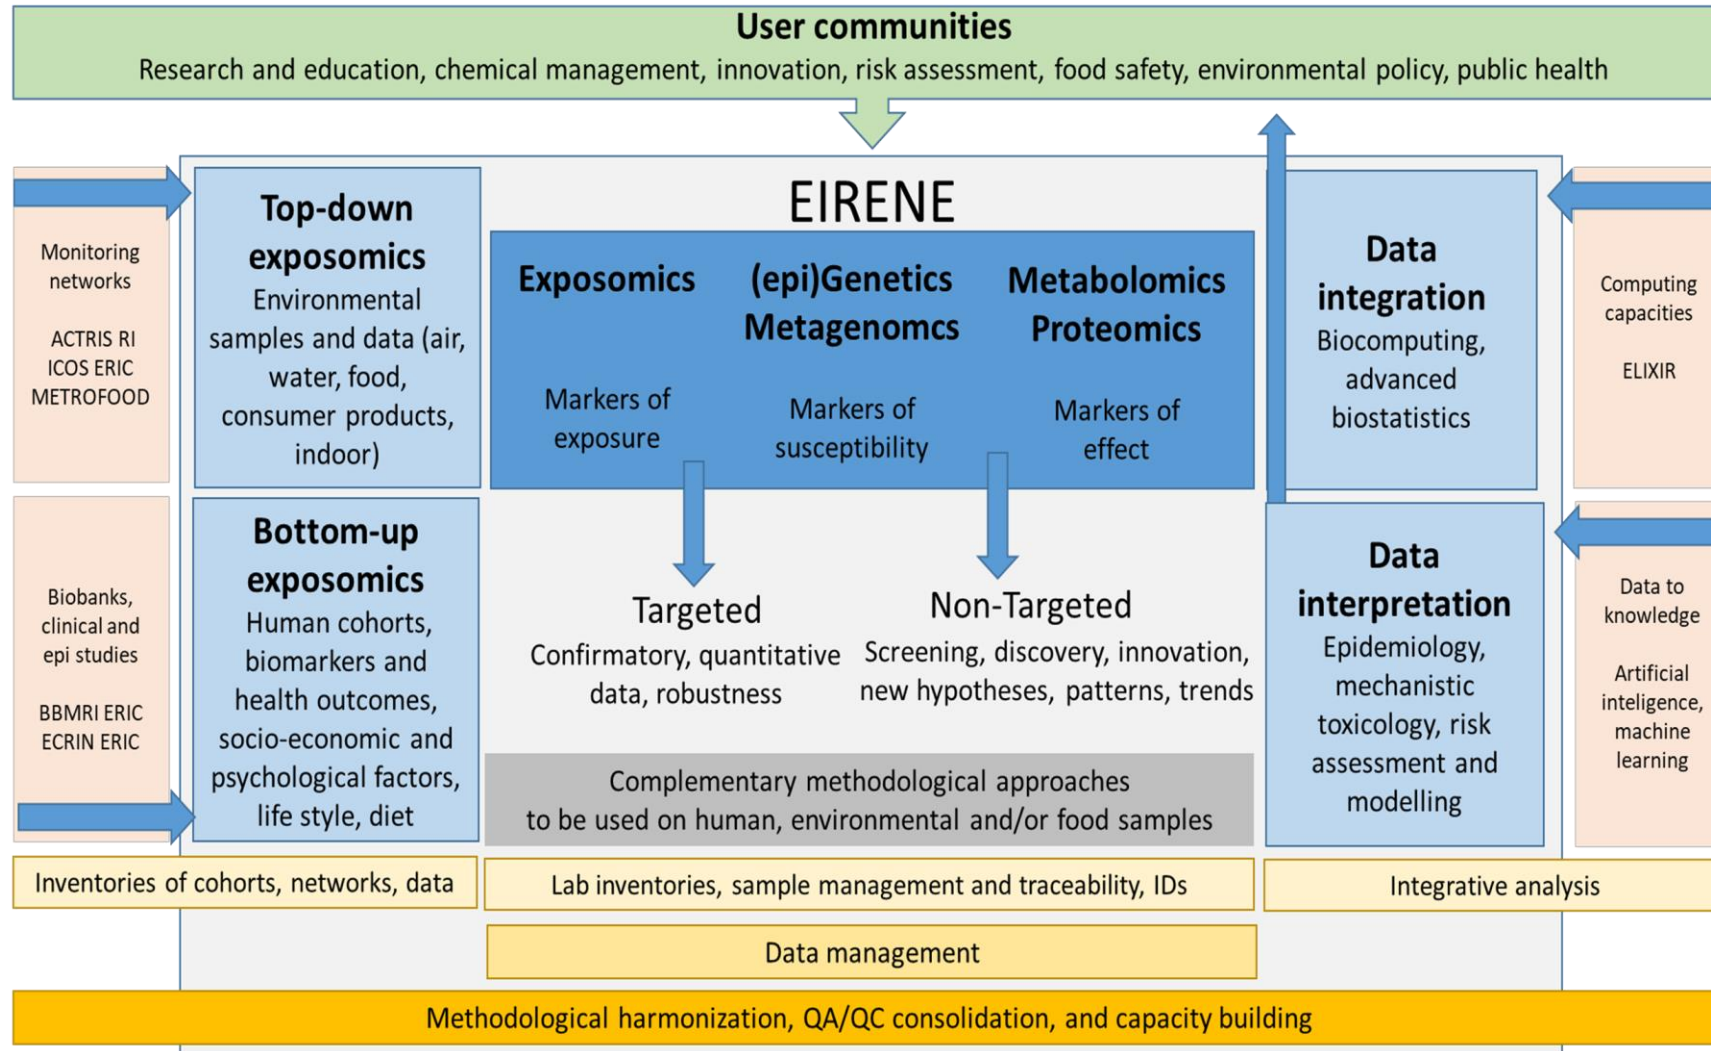 User communities
Research and education, chemical management, innovation, risk assessment, food safety, environmental policy, public health
Monitoring
networks
ACTRIS RI
ICOS ERIC
METROFOOD
Top-down
exposomics
Environmental
samples and data (air,
water, food,
consumer products,
indoor)
EIRENE
Exposomics
Markers of
exposure
(epi)Genetics
Metagenomcs
Markers of
susceptibility
Metabolomics
Proteomics
Markers of
effect
Data
integration
Biocomputing,
advanced
biostatistics
Computing
capacities
ELIXIR
Biobanks,
clinical and
epi studies
BBMRI ERIC
ECRIN ERIC
Bottom-up
exposomics
Human cohorts,
biomarkers and
health outcomes,
socio-economic and
psychological factors,
life style, diet
Targeted
Confirmatory, quantitative
data, robustness
Non-Targeted
Screening, discovery, innovation,
new hypotheses, patterns, trends
Complementary methodological approaches
to be used on human, environmental and/or food samples
Data
interpretation
Epidemiology,
mechanistic
toxicology, risk
assessment and
modelling
Data to
knowledge
Artificial
inteligence,
machine
learning
Inventories of cohorts, networks, data
Lab inventories, sample management and traceability, IDs
Integrative analysis
Data management
Methodological harmonization, QA/QC consolidation, and capacity building